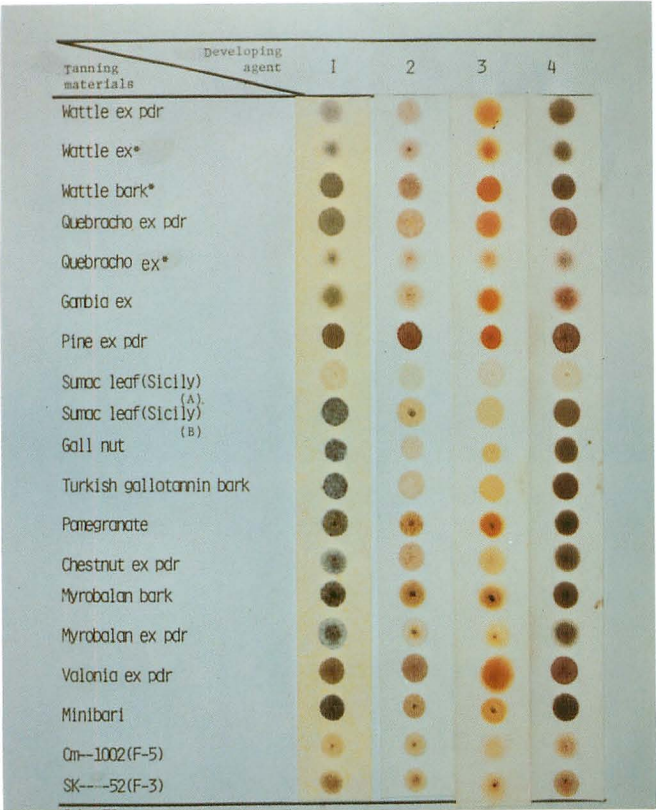 Developing
Tanning agent 1 2 3 4
materials
Wattle ex pdr
Wattle ex*
Wattle bark*
Quebracho ex pdr
Quebracho ex*
Gambia ex
Pine ex pdr
Sumac leaf(Sicily)
(A)
Sumac leaf(Sicily)
(B)
Gall nut
Turkish gallotannin bark
Pomegranate
Chestnut ex pdr
Myrobalan bark
Myrobalan ex pdr
Valonia ex pdr
Minibari
Cm--1002(F-5)
SK----52(F-3)